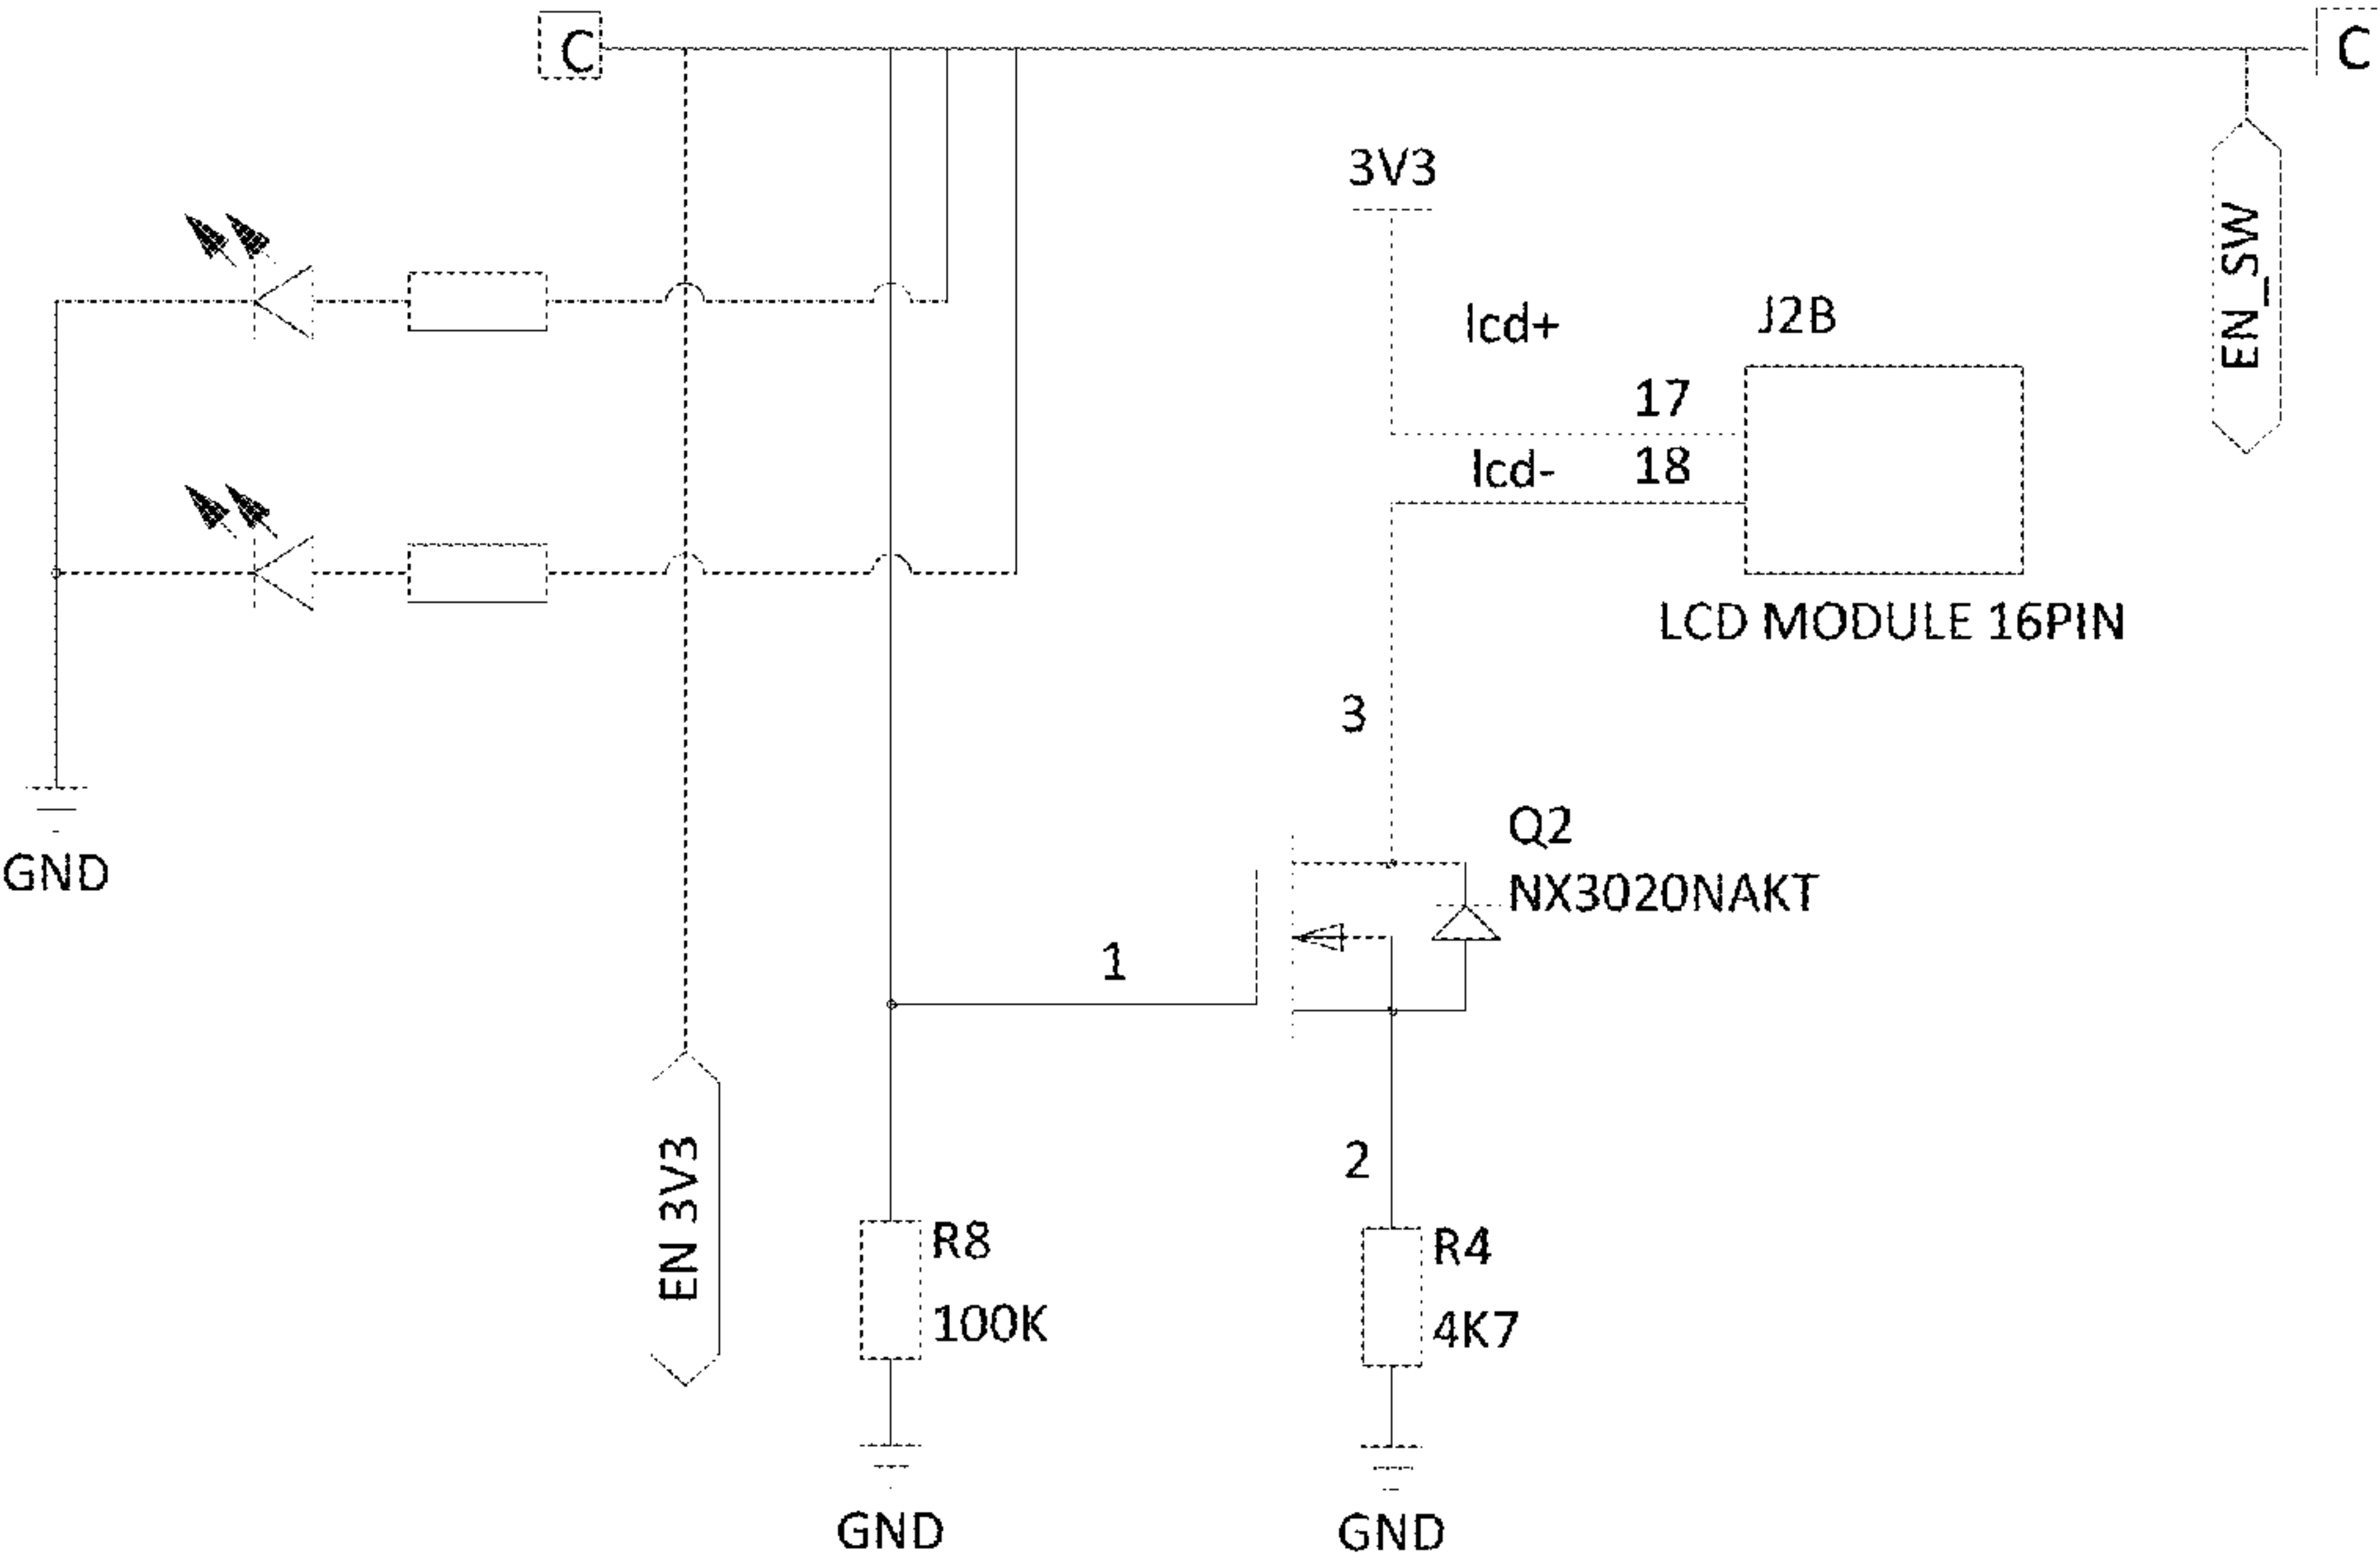 C
C
3V3
EN_SW
lcd+
J2B
17
lcd-
18
LCD MODULE 16PIN
3
Q2
NX3020NAKT
GND
1
EN 3V3
2
R8
100K
R4
4K7
GND
GND